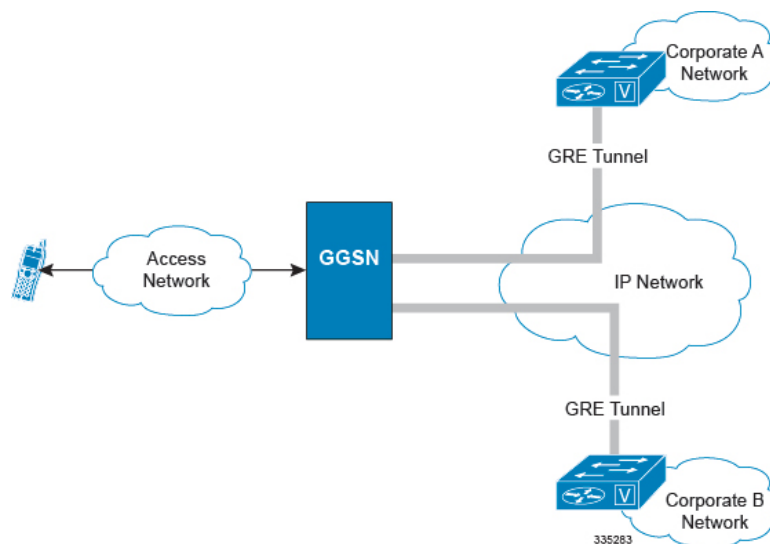 Corporate A
Network
V
GRE Tunnel
Access
Network
GGSN
IP Network
GRE Tunnel
V
Corporate B
Network
335283